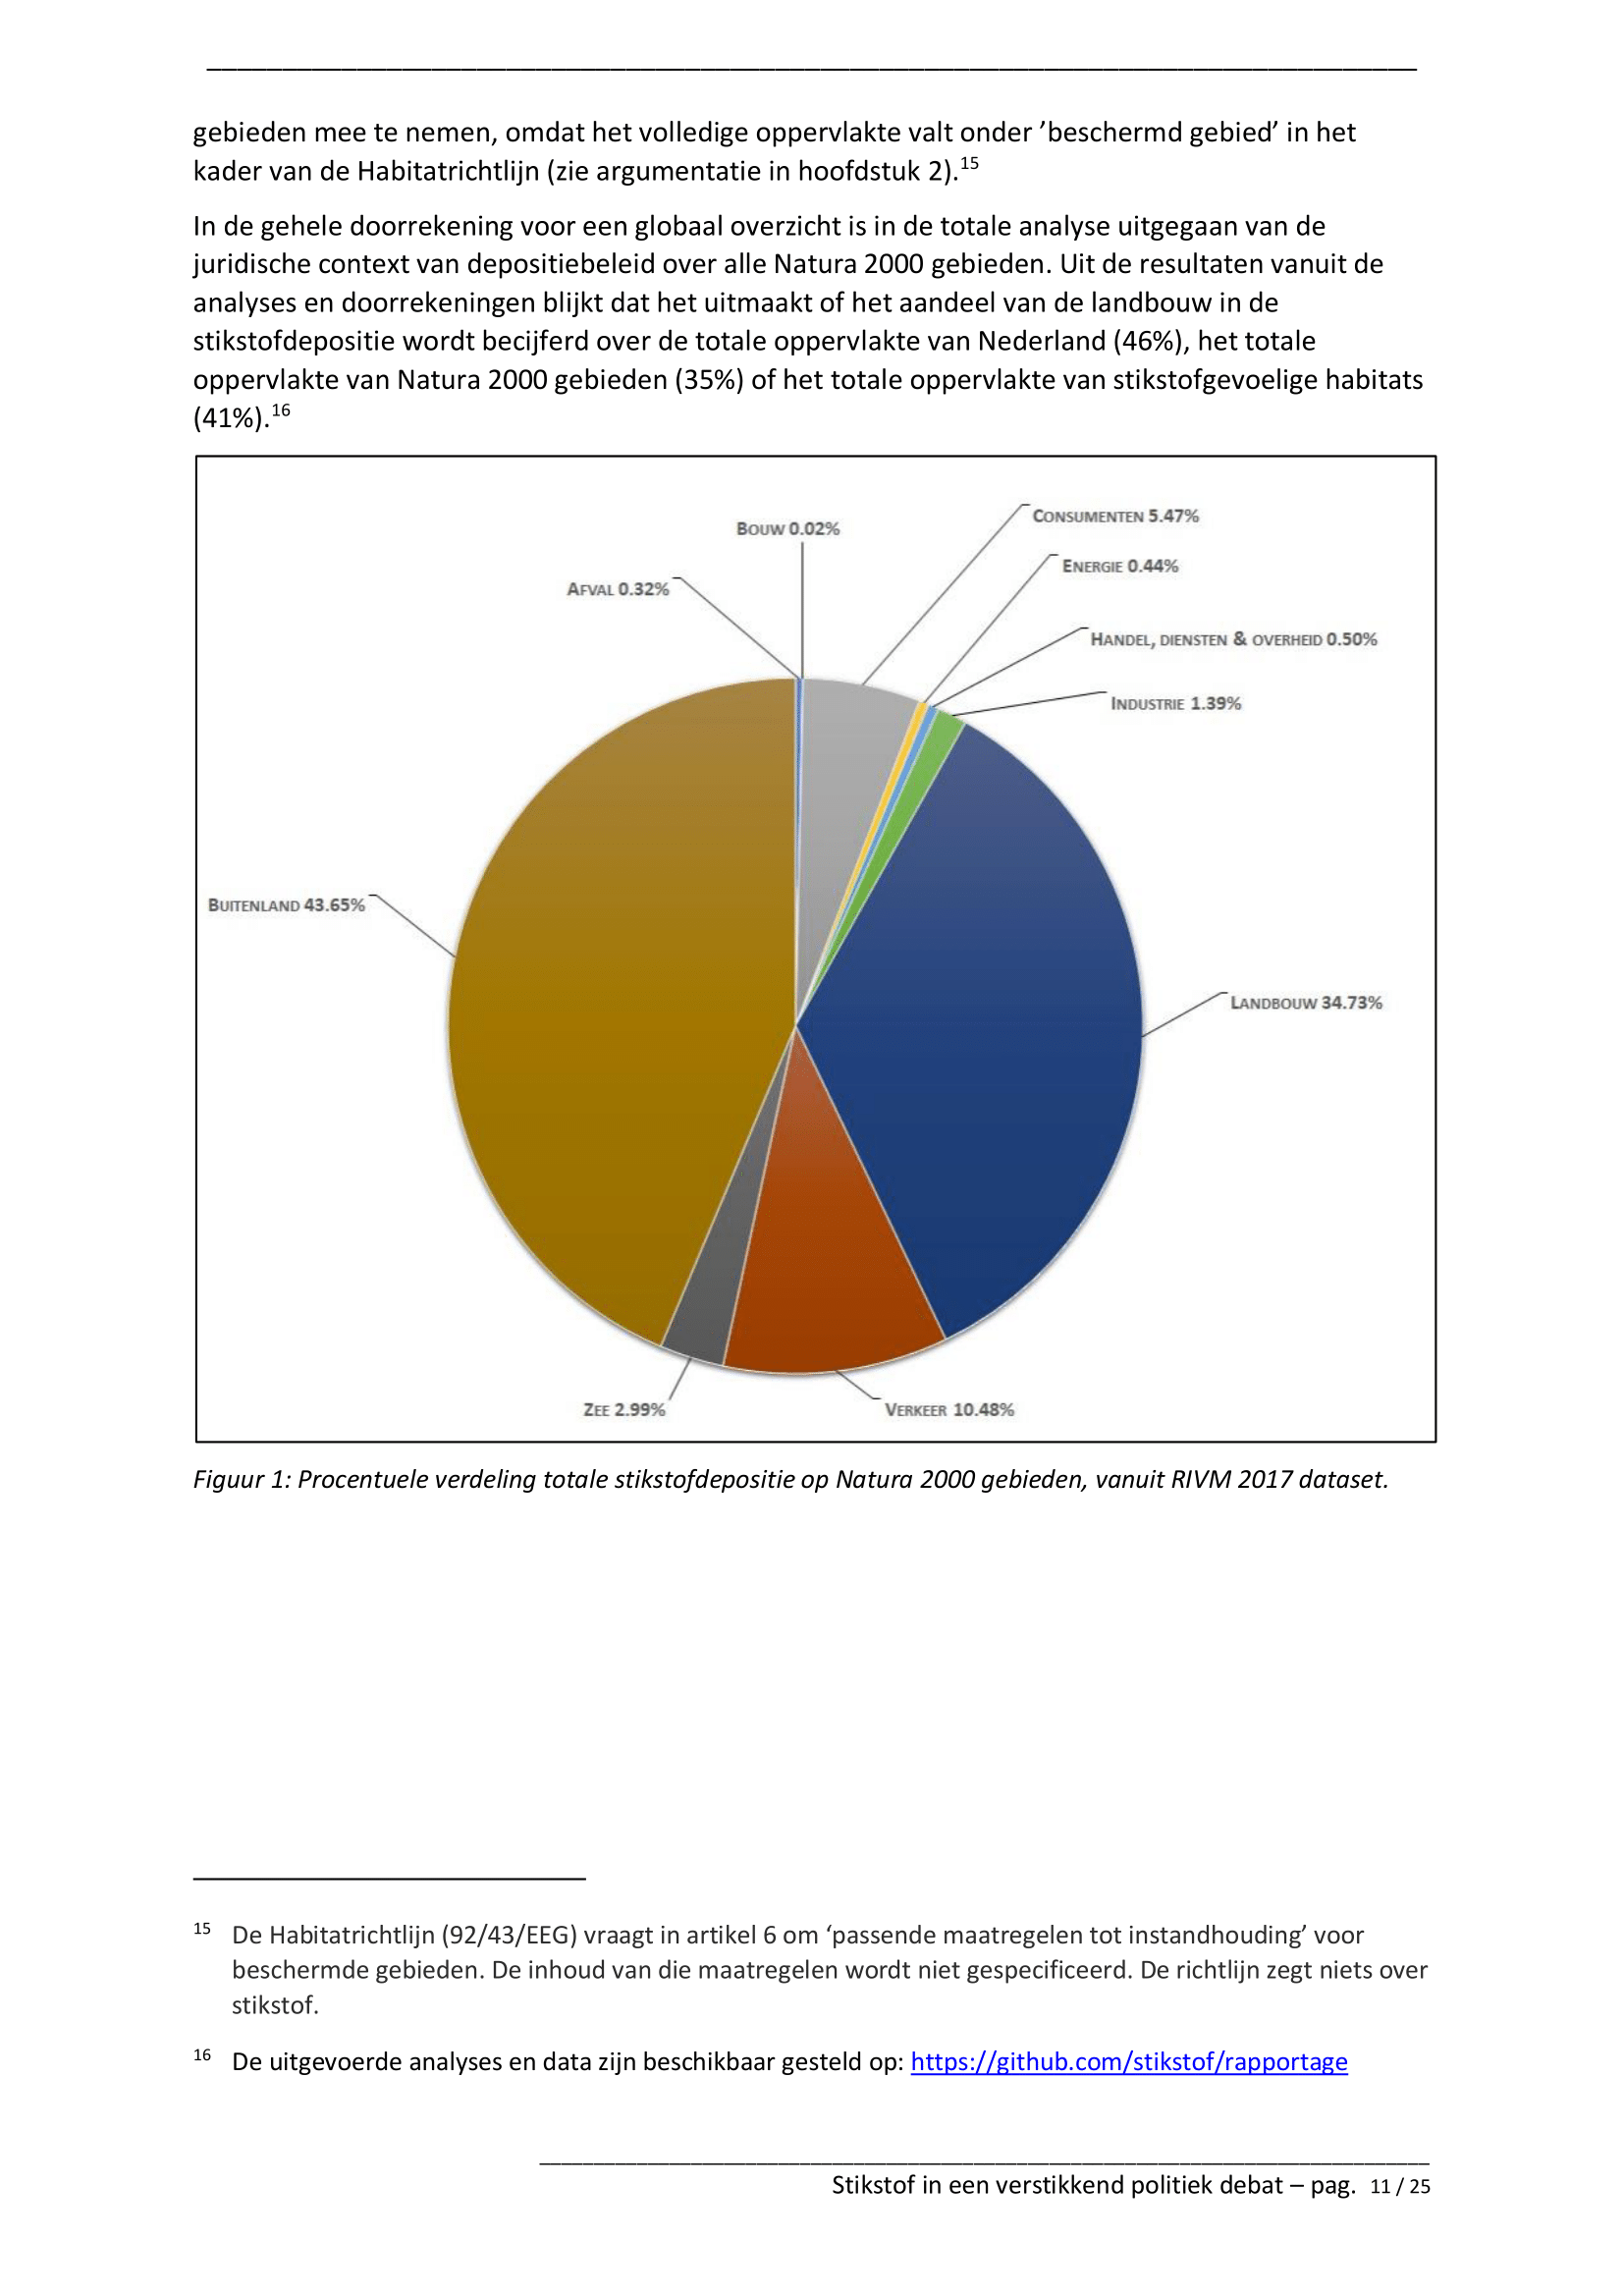 gebieden mee te nemen, omdat het volledige oppervlakte valt onder ’beschermd gebied’ in het
kader van de Habitatrichtlijn (zie argumentatie in hoofdstuk 2).15
In de gehele doorrekening voor een globaal overzicht is in de totale analyse uitgegaan van de
juridische context van depositiebeleid over alle Natura 2000 gebieden. Uit de resultaten vanuit de
analyses en doorrekeningen blijkt dat het uitmaakt of het aandeel van de landbouw in de
stikstofdepositie wordt becijferd over de totale oppervlakte van Nederland (46%), het totale
oppervlakte van Natura 2000 gebieden (35%) of het totale oppervlakte van stikstofgevoelige habitats
(41%).16
CONSUMENTEN 5.47%
BOUW 0.02%
ENERGIE 0.44%
AFVAL 0.32%
HANDEL, DIENSTEN & OVERHEID 0.50%
INDUSTRIE 1.39%
BUITENLAND 43.65%
LANDBOUW 34.73%
ZEE 2.99%
VERKEER 10.48%
Figuur 1: Procentuele verdeling totale stikstofdepositie op Natura 2000 gebieden, vanuit RIVM 2017 dataset.
15 De Habitatrichtlijn (92/43/EEG) vraagt in artikel 6 om ‘passende maatregelen tot instandhouding’ voor
beschermde gebieden. De inhoud van die maatregelen wordt niet gespecificeerd. De richtlijn zegt niets over
stikstof.
16 De uitgevoerde analyses en data zijn beschikbaar gesteld op: https://github.com/stikstof/rapportage
Stikstof in een verstikkend politiek debat – pag. 11 / 25